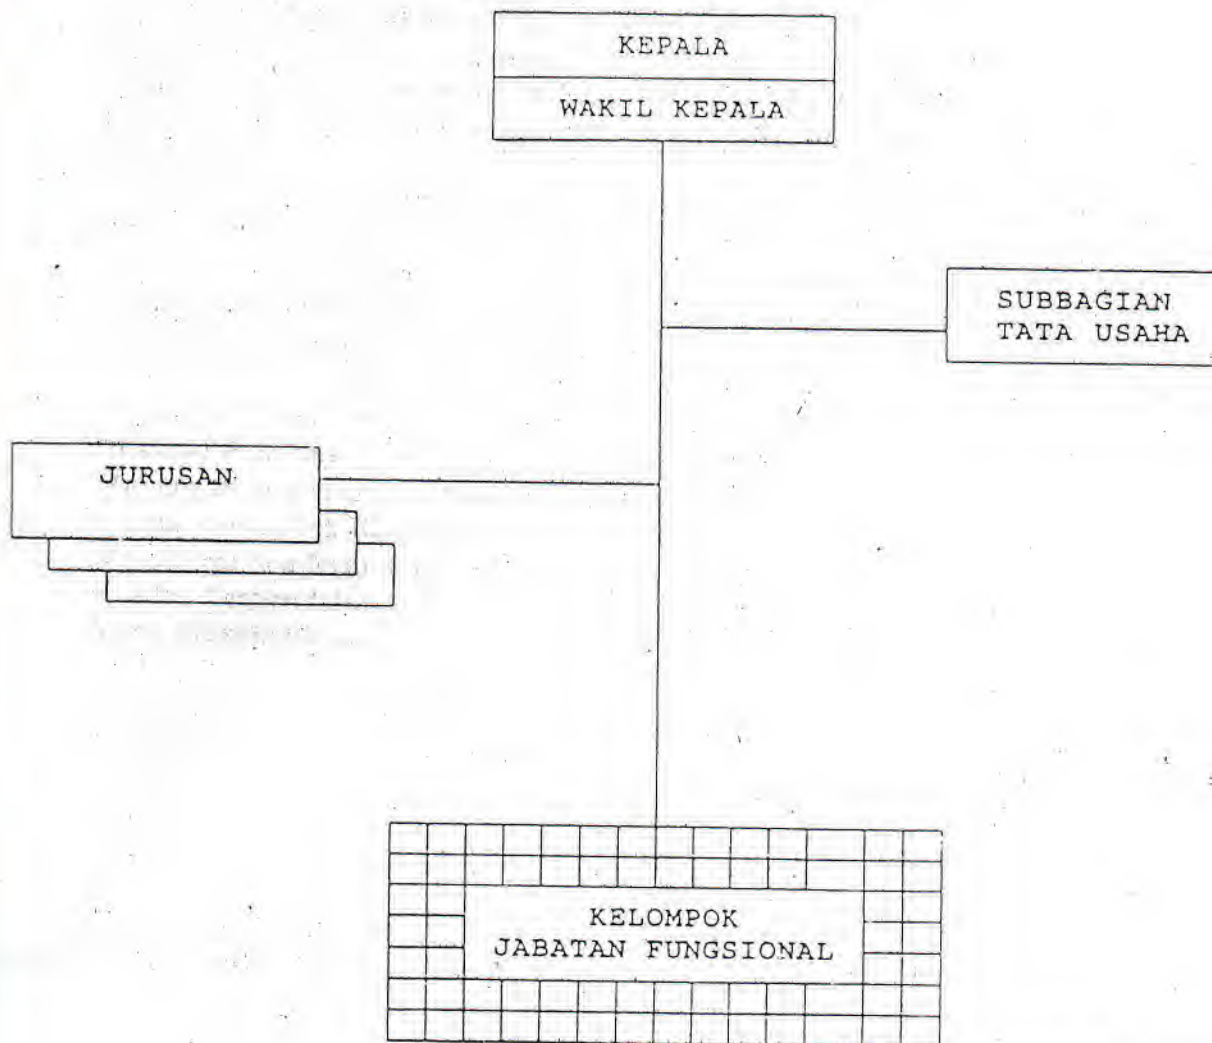 KEPALA
WAKIL KEPALA
SUBBAGIAN
TATA USAHA
JURUSAN
KELOMPOK
JABATAN FUNGSIONAL